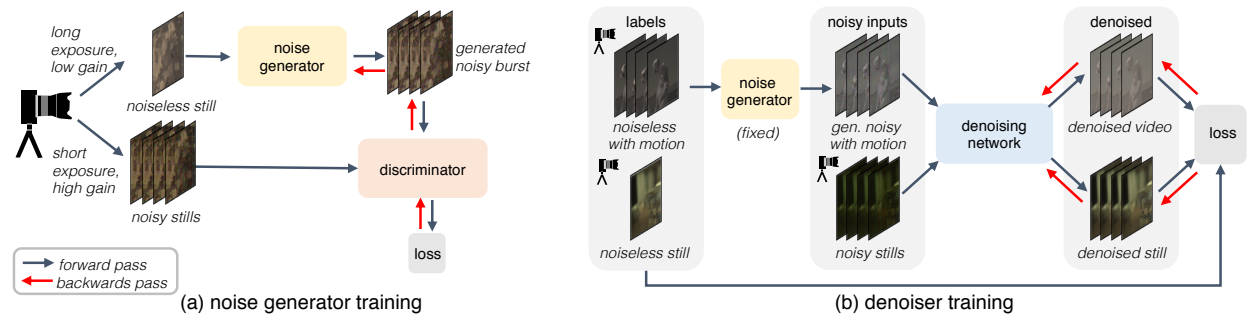 long
exposure,
low gain
noiseless still
noise
generator
generated
noisy burst
short
exposure,
high gain
noisy stills
discriminator
loss
forward pass
backwards pass
(a) noise generator training
labels
noiseless
with motion
noiseless still
noise
generator
(fixed)
noisy inputs
gen. noisy
with motion
noisy stills
denoising
network
denoised
denoised video
denoised still
loss
(b) denoiser training